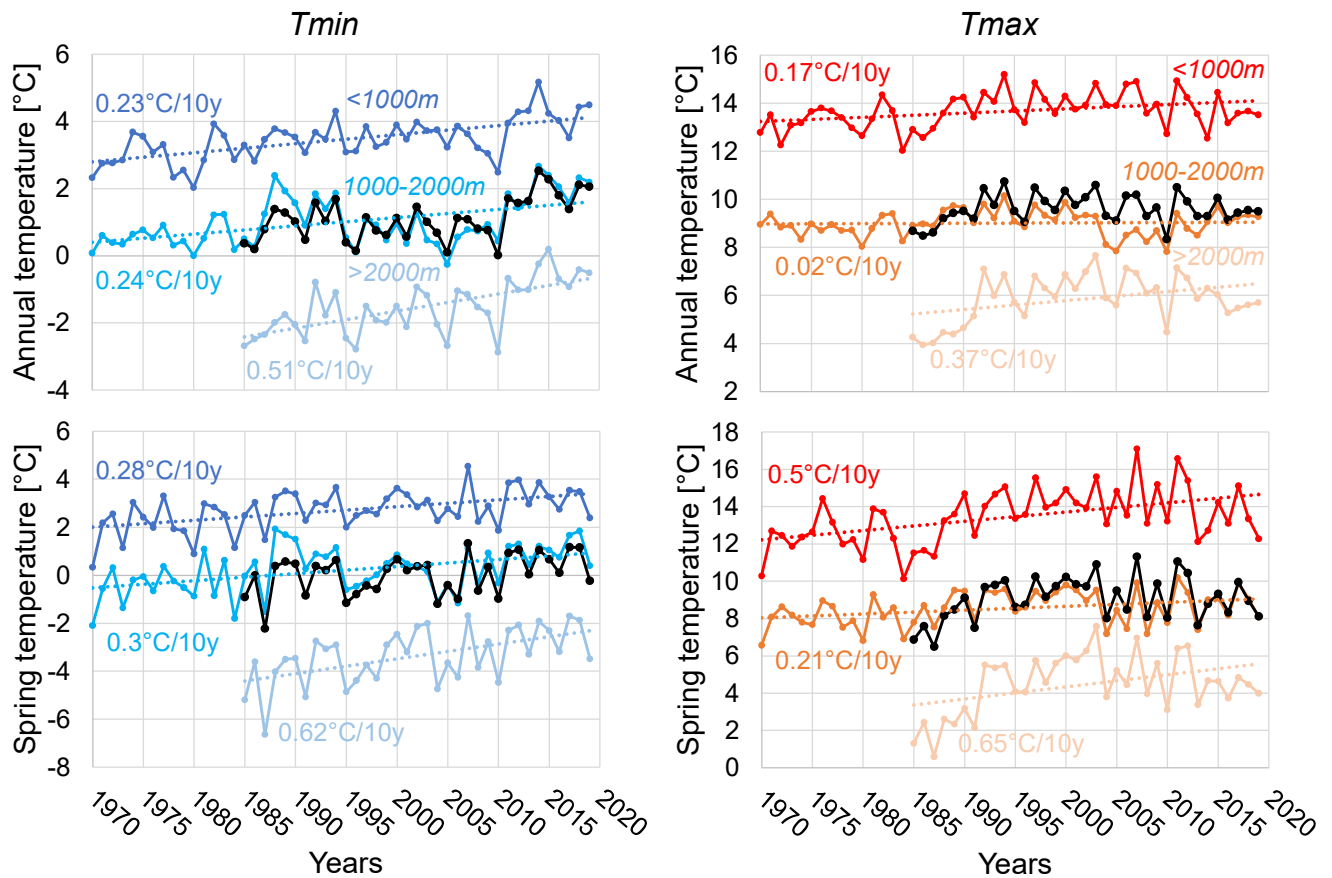 Tmin
Annual temperature [°C]
6
4
2
0
-2
-4
0.23°C/10y
<1000m
1000-2000m
0.24°C/10y
>2000m
0.51°C/10y
Tmax
Annual temperature [°C]
16
14
12
10
8
6
4
2
0.17°C/10y
<1000m
1000-2000m
0.02°C/10y
>2000m
0.37°C/10y
Spring temperature [°C]
6
4
2
0
-2
-4
-6
-8
0.28°C/10y
0.3°C/10y
0.62°C/10y
1970
1975
1980
1985
1990
1995
2000
2005
2010
2015
2020
Years
Spring temperature [°C]
18
16
14
12
10
8
6
4
2
0
0.5°C/10y
0.21°C/10y
0.65°C/10y
1970
1975
1980
1985
1990
1995
2000
2005
2010
2015
2020
Years